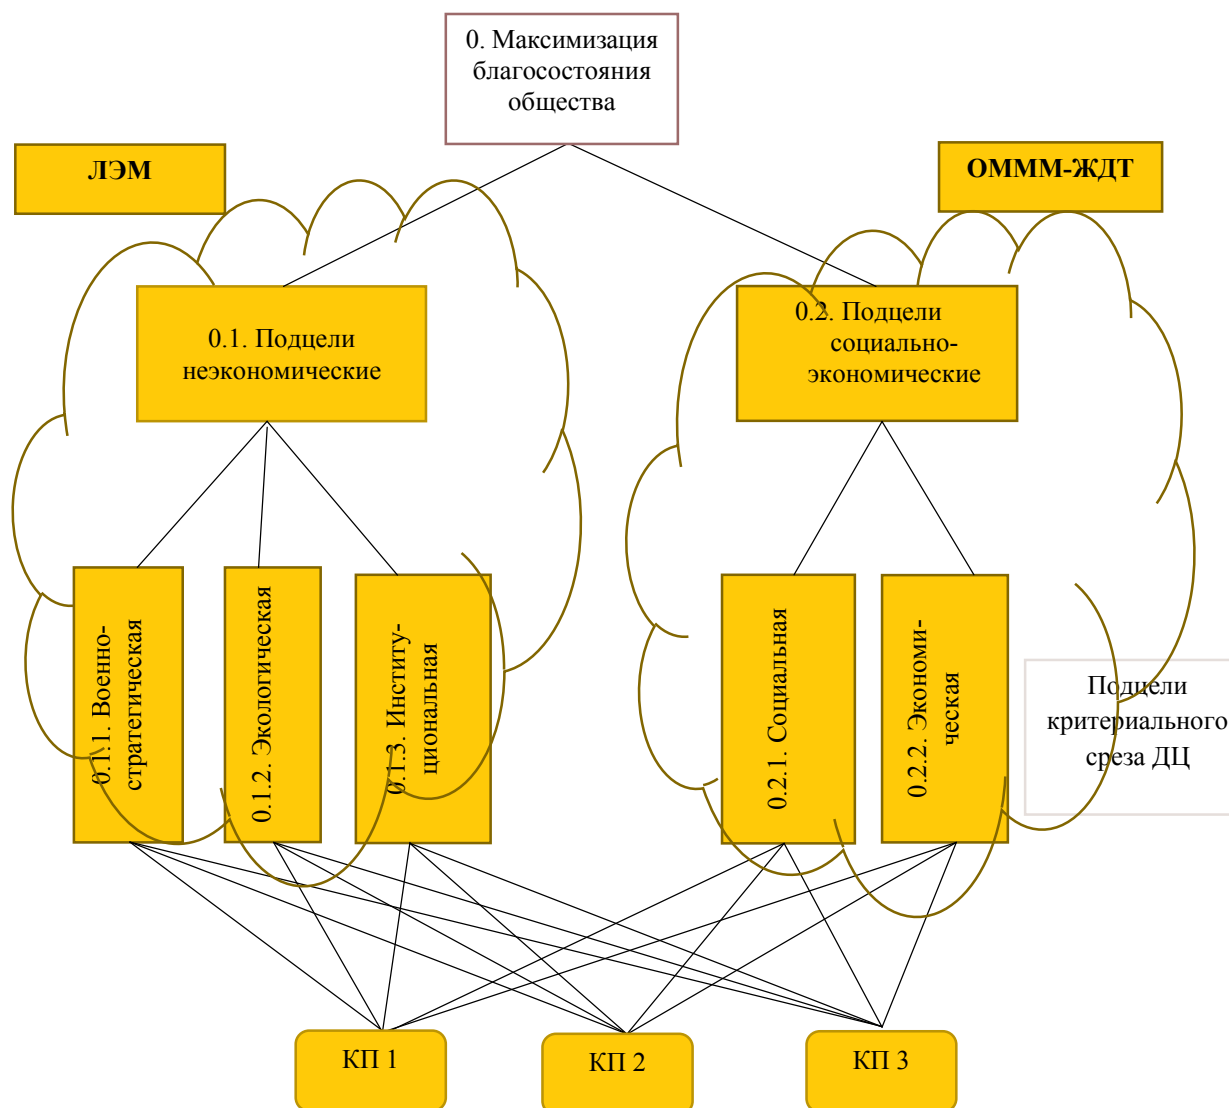 0. Максимизация
благосостояния
общества
ЛЭМ
ОМММ-ЖДТ
0.1. Подцели
неэкономические
0.2. Подцели
социально-
экономические
0.1.1. Военно-
стратегическая
0.1.2. Экологическая
0.1.3. Институ-
циональная
0.2.1. Социальная
0.2.2. Экономи-
ческая
Подцели
критериального
среза ДЦ
КП 1
КП 2
КП 3